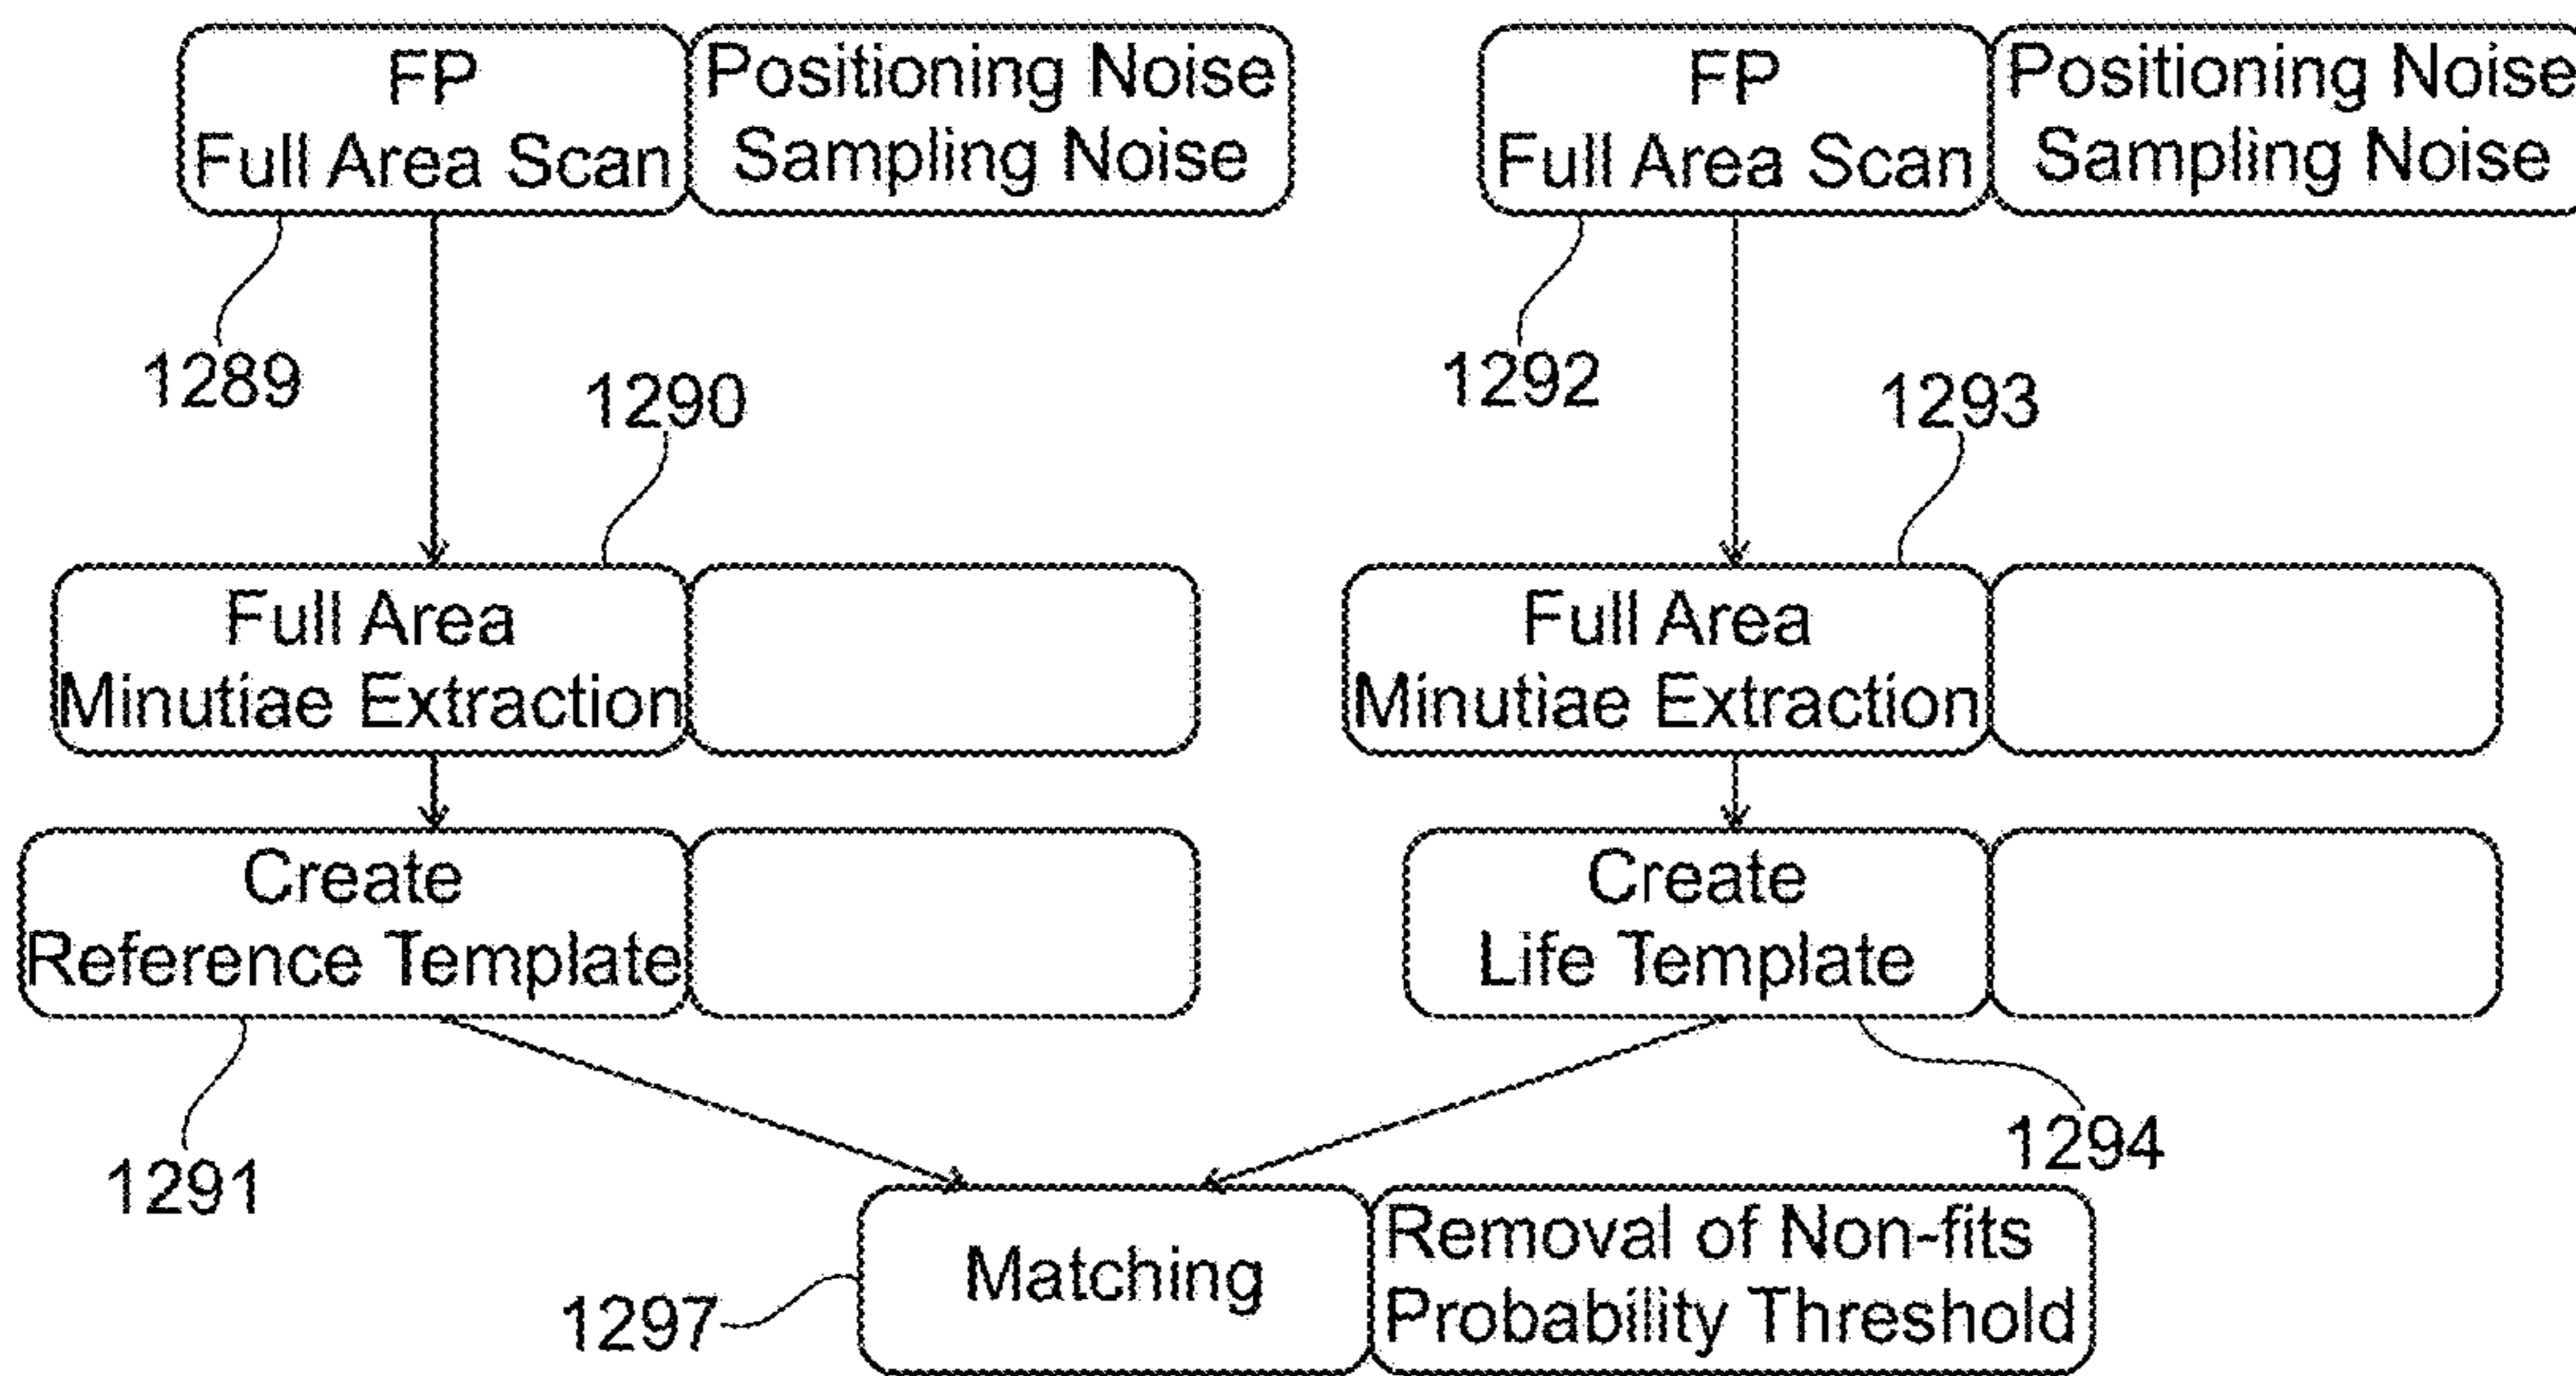 FP
Full Area Scan
Positioning Noise
Sampling Noise
FP
Full Area Scan
Positioning Noise
Sampling Noise
1289
1290
1292
1293
Full Area
Minutiae Extraction
Full Area
Minutiae Extraction
Create
Reference Template
Create
Life Template
1291
1294
Matching
Removal of Non-fits
Probability Threshold
1297